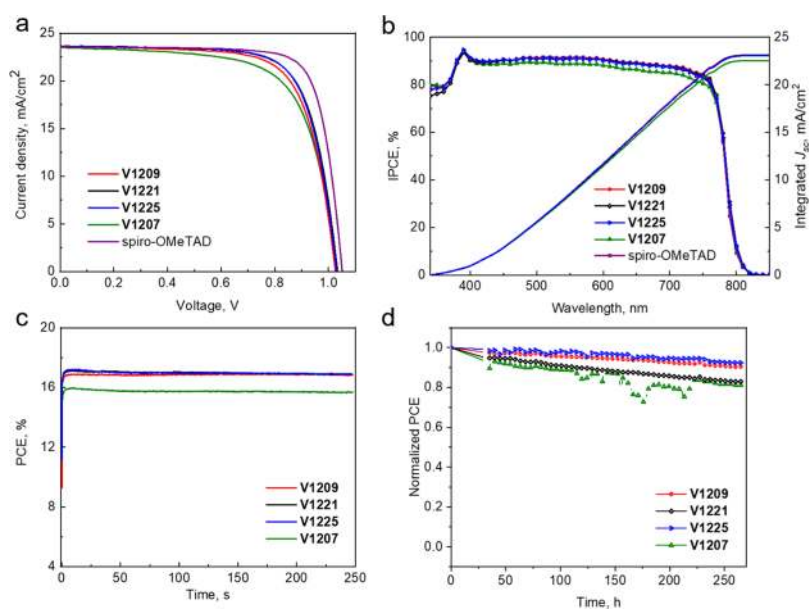 a
25
20
15
10
5
0
Current density, mA/cm²
V1209
V1221
V1225
V1207
spiro-OMeTAD
0.0 0.2 0.4 0.6 0.8 1.0 1.2
Voltage, V
b
100
80
60
40
20
0
IPCE, %
25
20
15
10
5
0
Integrated J_SC, mA/cm²
V1209
V1221
V1225
V1207
spiro-OMeTAD
400 500 600 700 800
Wavelength, nm
c
20
16
12
8
4
PCE, %
V1209
V1221
V1225
V1207
0 50 100 150 200 250
Time, s
d
1.0
0.8
0.6
0.4
0.2
0.0
Normalized PCE
V1209
V1221
V1225
V1207
0 50 100 150 200 250
Time, h